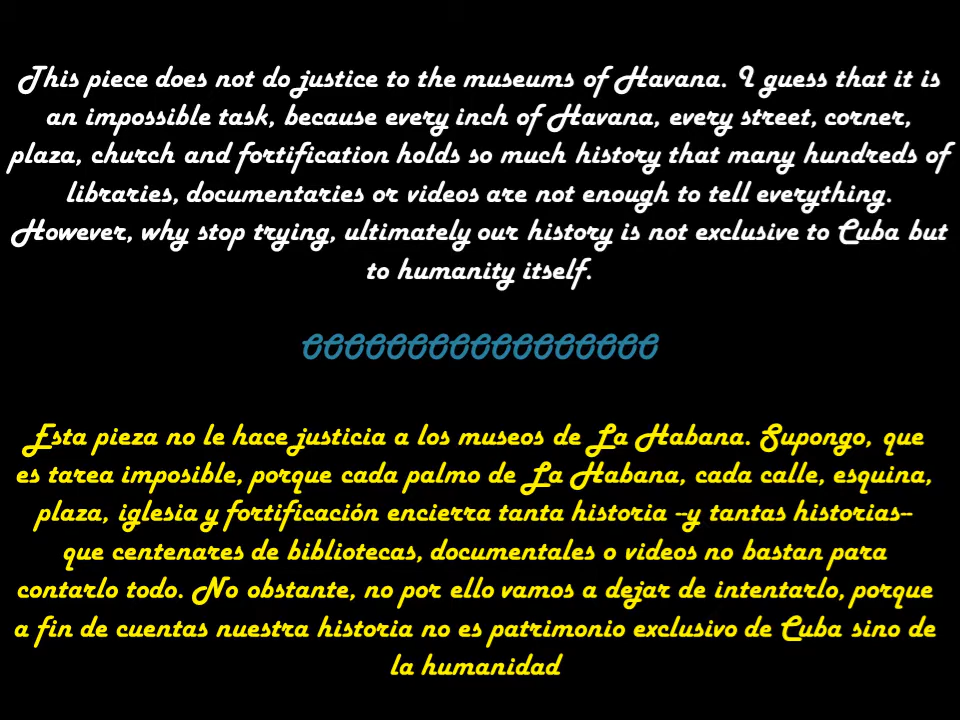 This piece does not do justice to the museums of Havana. I guess that it is
an impossible task, because every inch of Havana, every street, corner,
plaza, church and fortification holds so much history that many hundreds of
libraries, documentaries or videos are not enough to tell everything.
However, why stop trying, ultimately our history is not exclusive to Cuba but
to humanity itself.
Esta pieza no le hace justicia a los museos de La Habana. Supongo, que
es tarea imposible, porque cada palmo de La Habana, cada calle, esquina,
plaza, iglesia y fortificación encierra tanta historia --y tantas historias--
que centenares de bibliotecas, documentales o videos no bastan para
contarlo todo. No obstante, no por ello vamos a dejar de intentarlo, porque
a fin de cuentas nuestra historia no es patrimonio exclusivo de Cuba sino de
la humanidad